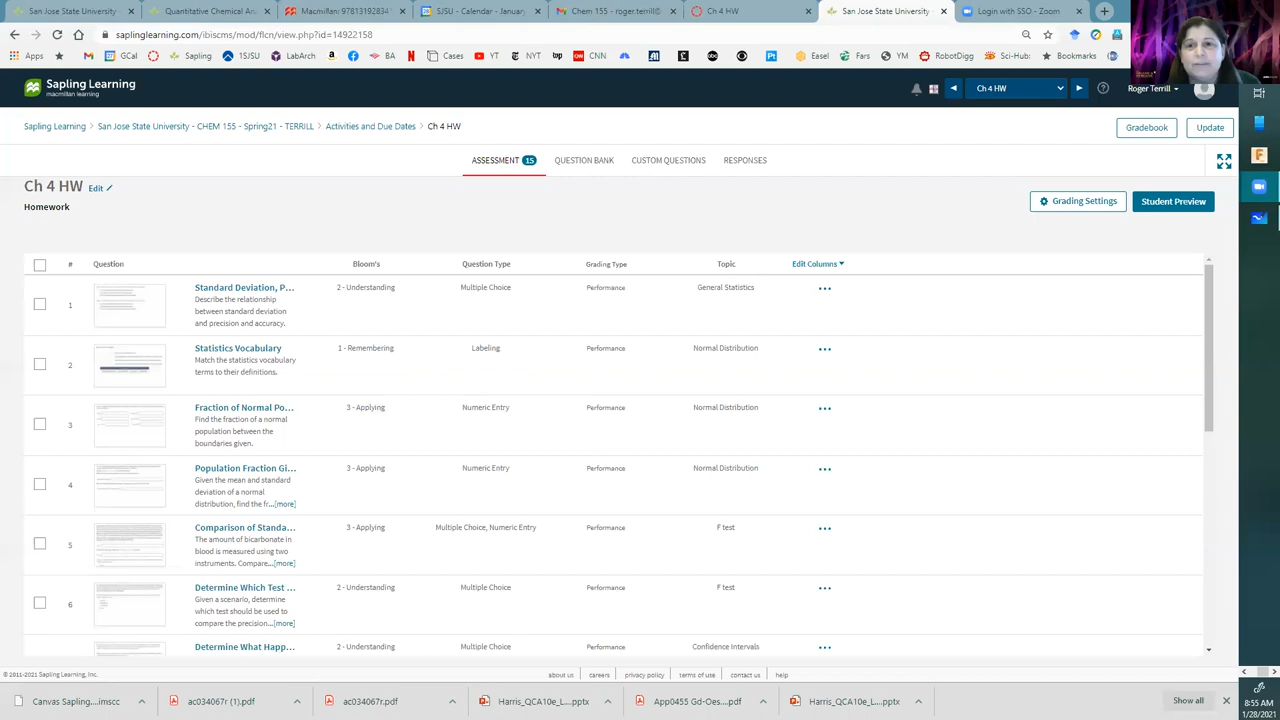 San Jose State University
Quantitative Chemical An
Macmillan: 97813192834
SJSU - Calendar - January
Chem 155 - roger.terrill@
Ch 4 HW
San Jose State University
Login with SSO - Zoom
saplinglearning.com/ibiscms/mod/flcn/view.php?id=14922158
Apps
GCal
Sapling
1SJSU
LabArch
BA
Cases
YT
NYT
CNN
Easel
Fars
YM
RobotDigg
Sci-Hub:
Bookmarks
Sapling Learning
macmillan learning
Ch 4 HW
Roger Terrill
Sapling Learning > San Jose State University - CHEM 155 - Spring21 - TERRILL > Activities and Due Dates > Ch 4 HW
Gradebook
Update
ASSESSMENT 15
QUESTION BANK
CUSTOM QUESTIONS
RESPONSES
Ch 4 HW Edit
Homework
Grading Settings
Student Preview
# Question Bloom's Question Type Grading Type Topic Edit Columns
1 Standard Deviation, P... 2 - Understanding Multiple Choice Performance General Statistics
Describe the relationship
between standard deviation
and precision and accuracy.
2 Statistics Vocabulary 1 - Remembering Labeling Performance Normal Distribution
Match the statistics vocabulary
terms to their definitions.
3 Fraction of Normal Po... 3 - Applying Numeric Entry Performance Normal Distribution
Find the fraction of a normal
population between the
boundaries given.
4 Population Fraction Gi... 3 - Applying Numeric Entry Performance Normal Distribution
Given the mean and standard
deviation of a normal
distribution, find the fr...[more]
5 Comparison of Standa... 3 - Applying Multiple Choice, Numeric Entry Performance F test
The amount of bicarbonate in
blood is measured using two
instruments. Compare...[more]
6 Determine Which Test ... 2 - Understanding Multiple Choice Performance F test
Given a scenario, determine
which test should be used to
compare the precision...[more]
Determine What Happ... 2 - Understanding Multiple Choice Performance Confidence Intervals
© 2011-2021 Sapling Learning, Inc.
about us
careers
privacy policy
terms of use
contact us
help
Canvas Sapling....imscc
ac034067r (1).pdf
ac034067r.pdf
Harris_QCA10e_L....pptx
App0455 Gd-Oes....pdf
Harris_QCA10e_L....pptx
Show all
8:55 AM
1/28/2021